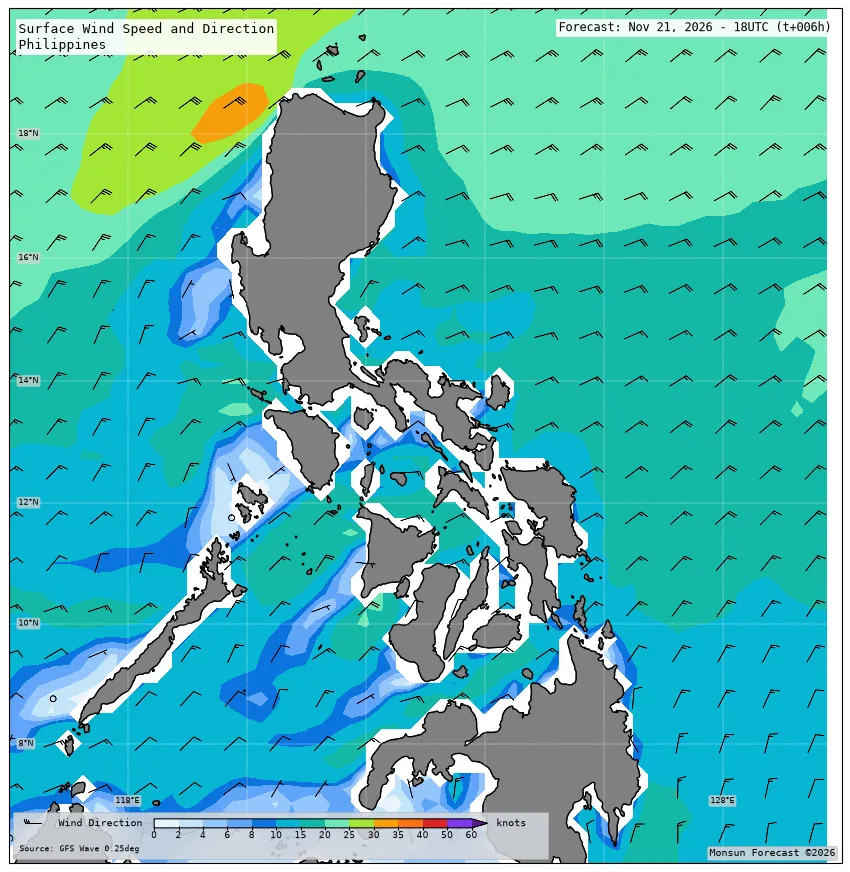 Surface Wind Speed and Direction
Philippines
Forecast: Nov 21, 2026 - 18UTC (t+006h)
18°N
16°N
14°N
12°N
10°N
8°N
118°E
128°E
Wind Direction
0 2 4 6 8 10 15 20 25 30 35 40 50 60
knots
Source: GFS Wave 0.25deg
Monsun Forecast ©2026